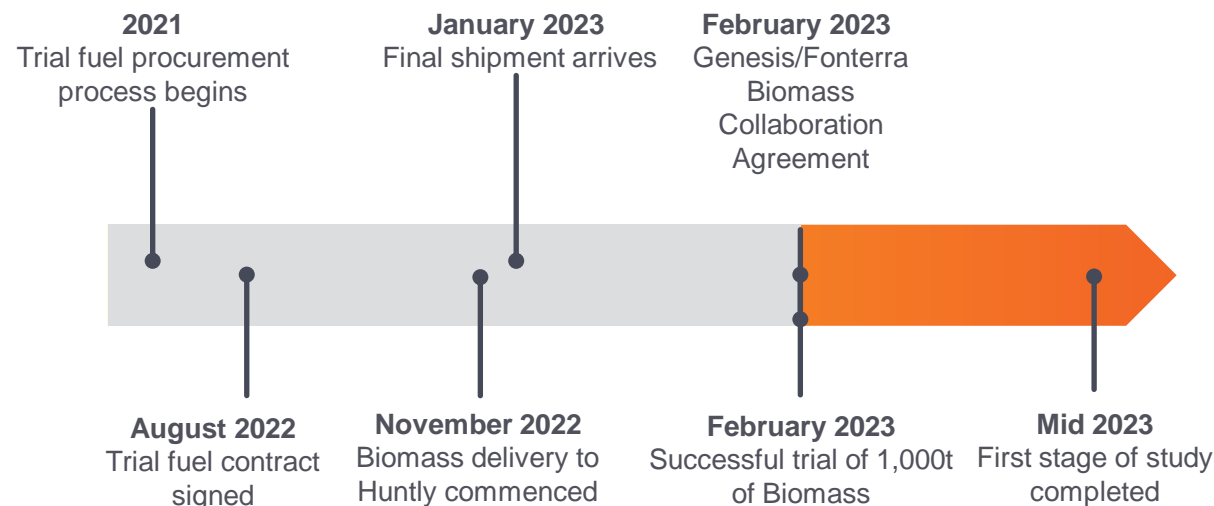 2021
Trial fuel procurement
process begins
January 2023
Final shipment arrives
February 2023
Genesis/Fonterra
Biomass
Collaboration
Agreement
August 2022
Trial fuel contract
signed
November 2022
Biomass delivery to
Huntly commenced
February 2023
Successful trial of 1,000t
of Biomass
Mid 2023
First stage of study
completed